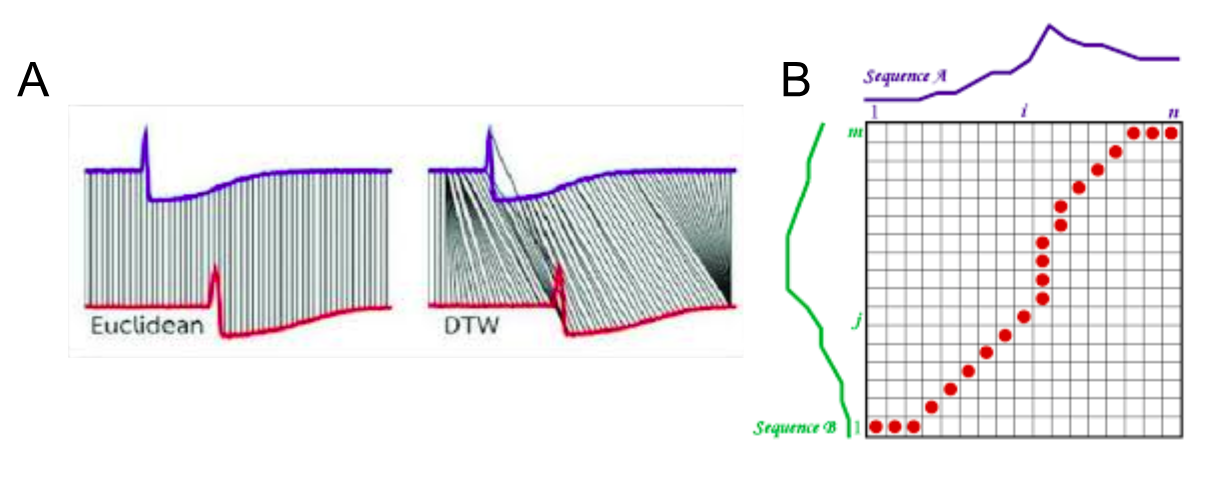 A
Euclidean
DTW
B
Sequence A
1 i n
m
j
Sequence B 1